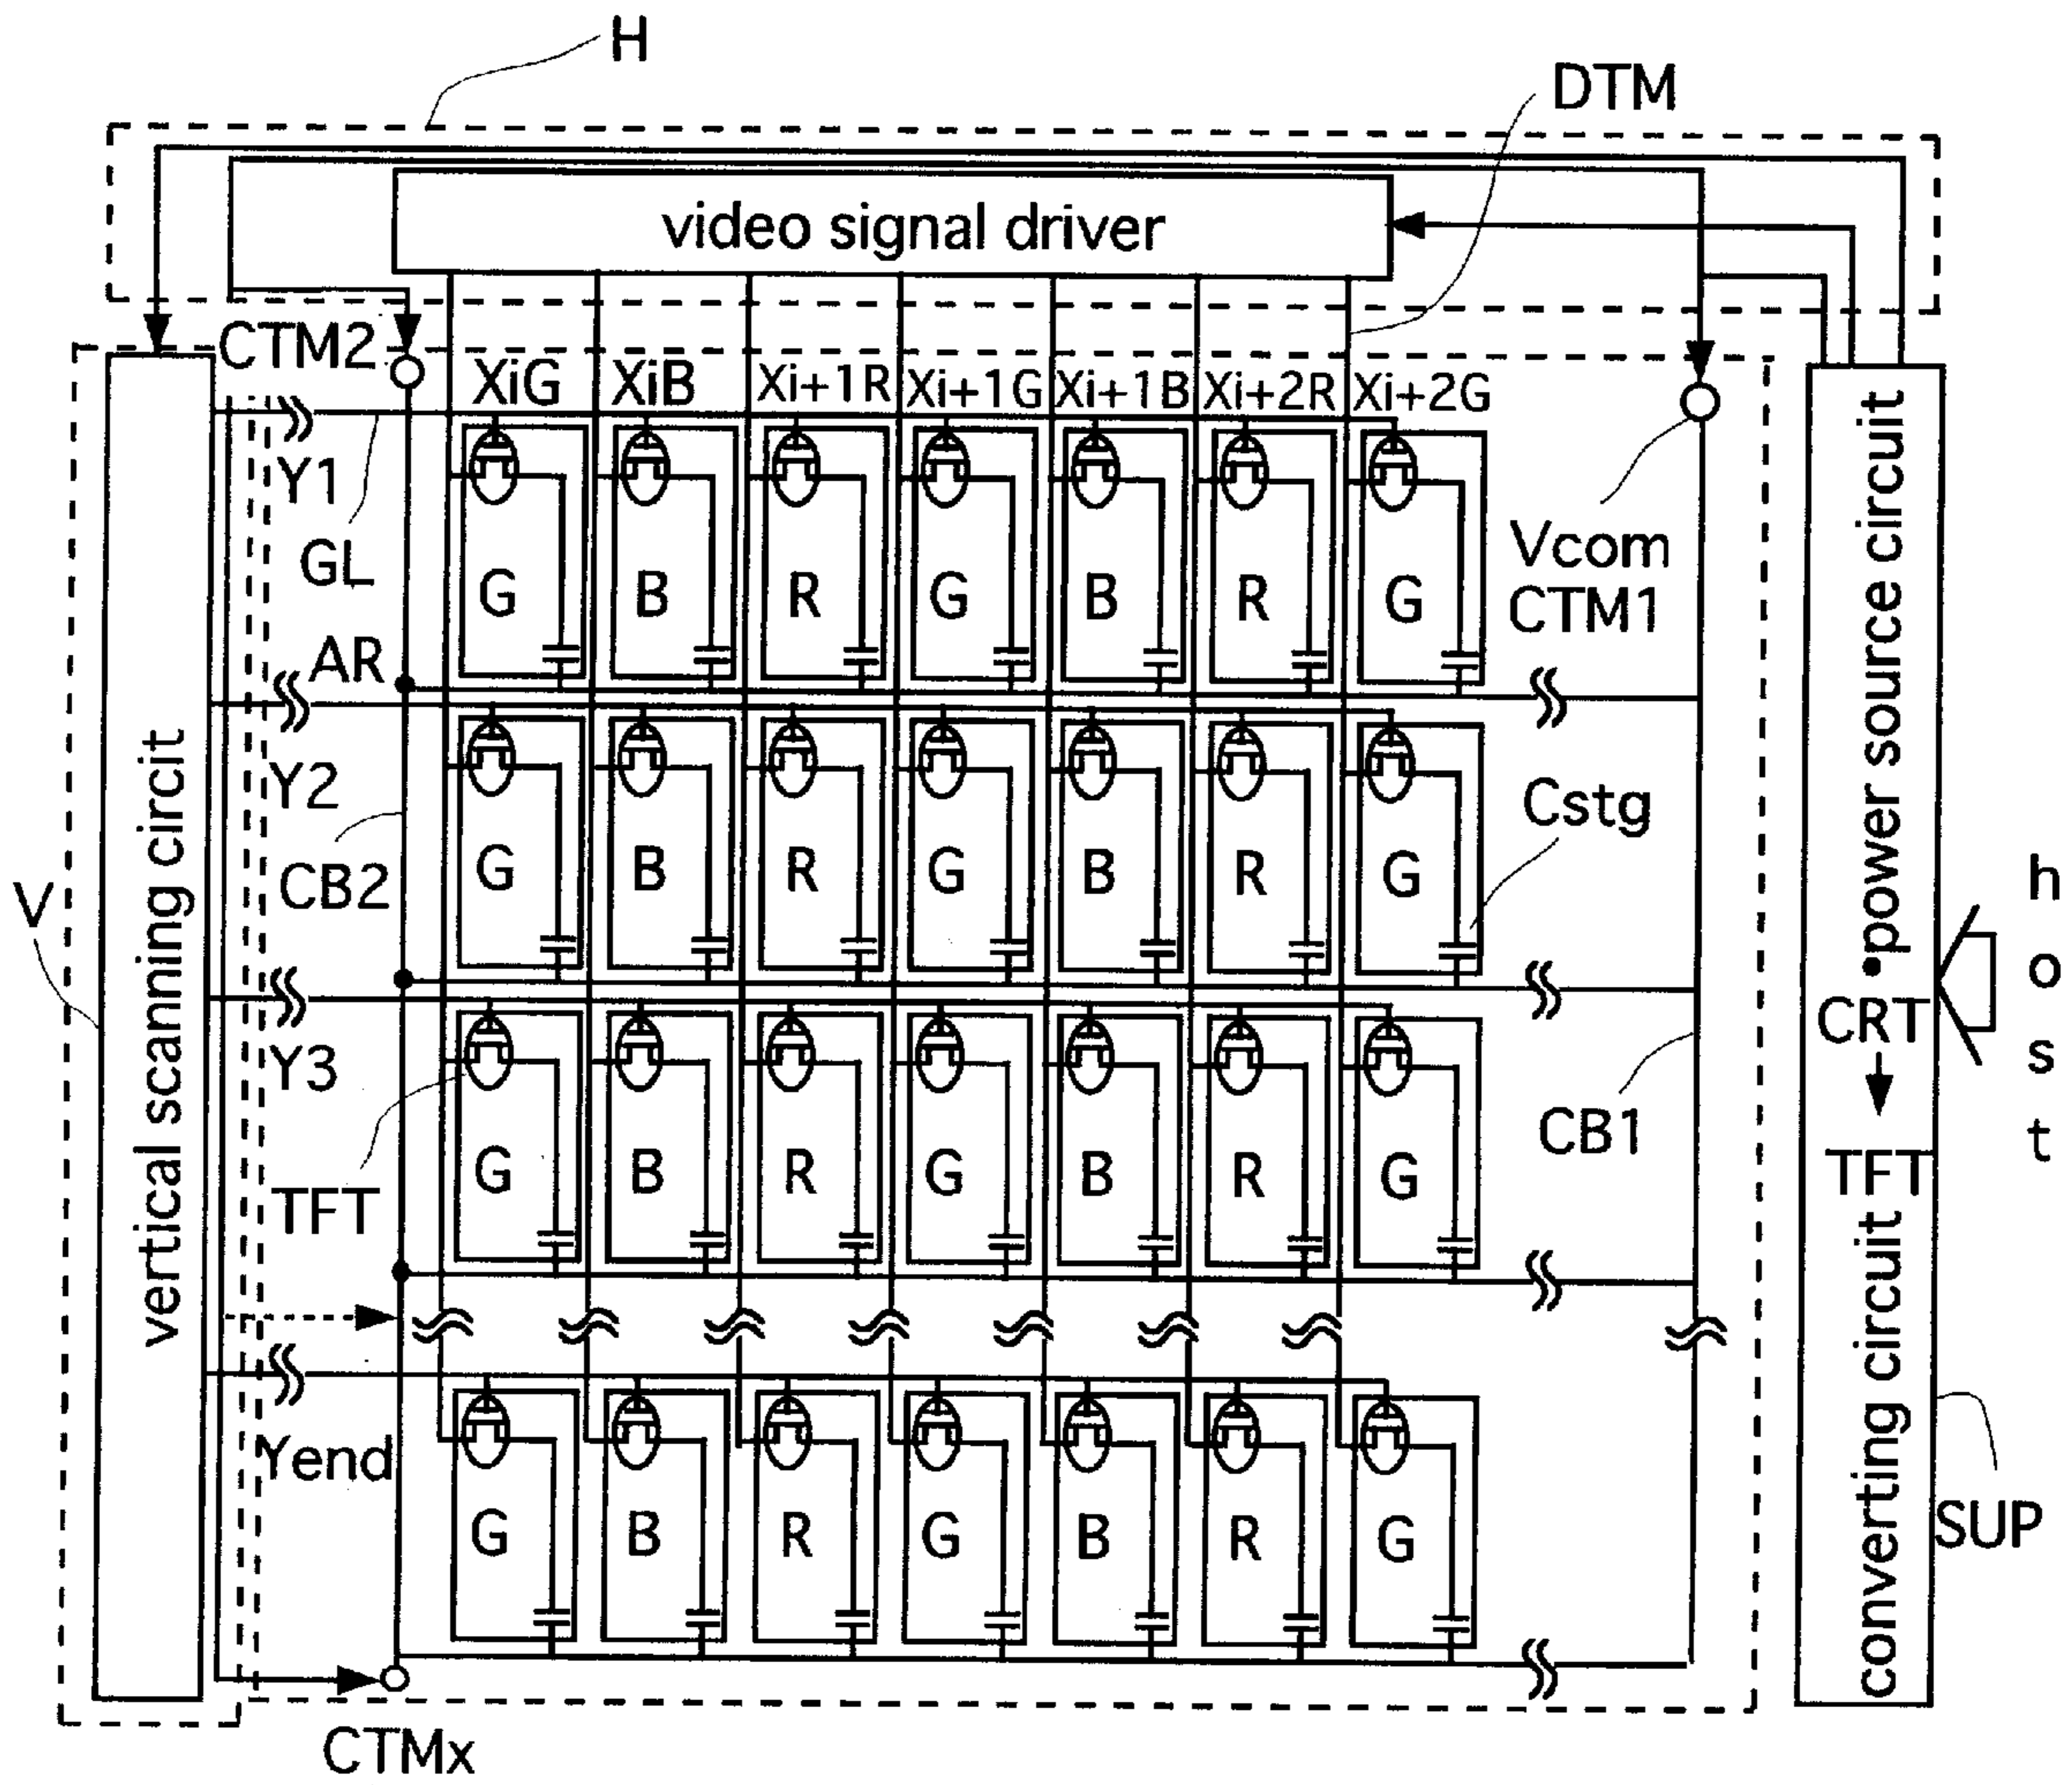 H
DTM
video signal driver
CTM2
XiG XiB Xi+1R Xi+1G Xi+1B Xi+2R Xi+2G
Y1
GL
AR
G B R G B R G
Vcom
CTM1
Y2
CB2
G B R G B R G
Cstg
V
vertical scanning circit
Y3
TFT
G B R G B R G
CB1
Yend
G B R G B R G
CTMx
•power source circuit
CRT
TFT
converting circuit
host
SUP